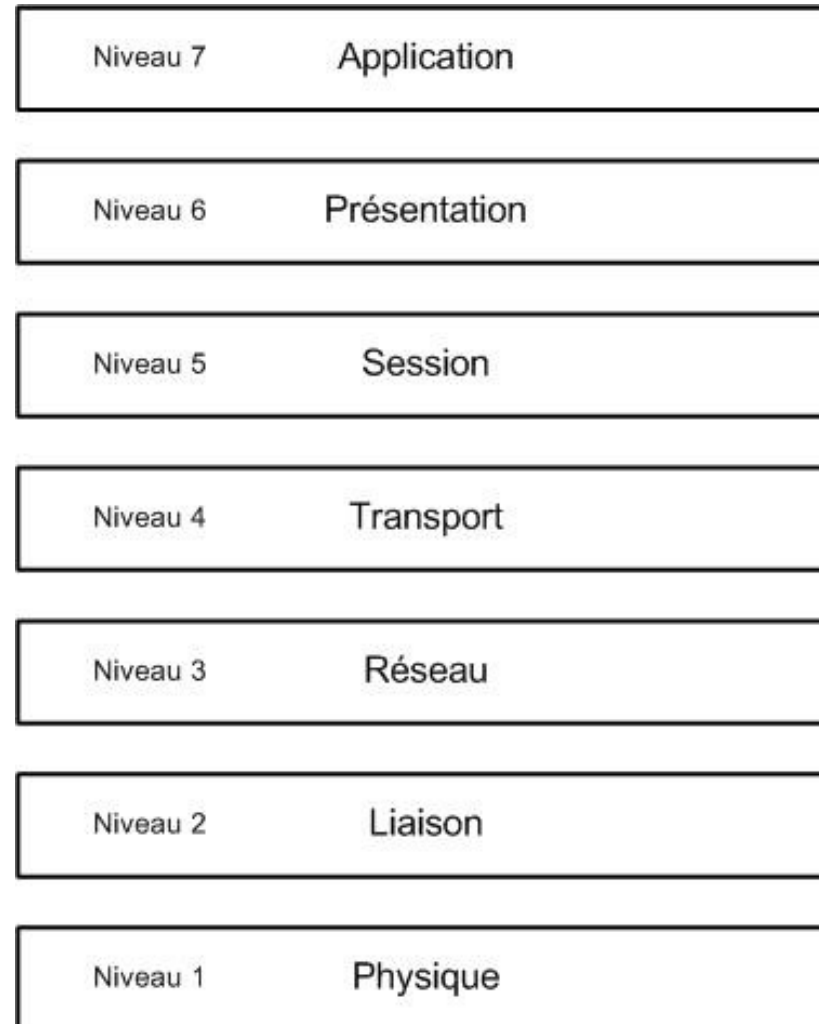 Niveau 7 Application
Niveau 6 Présentation
Niveau 5 Session
Niveau 4 Transport
Niveau 3 Réseau
Niveau 2 Liaison
Niveau 1 Physique